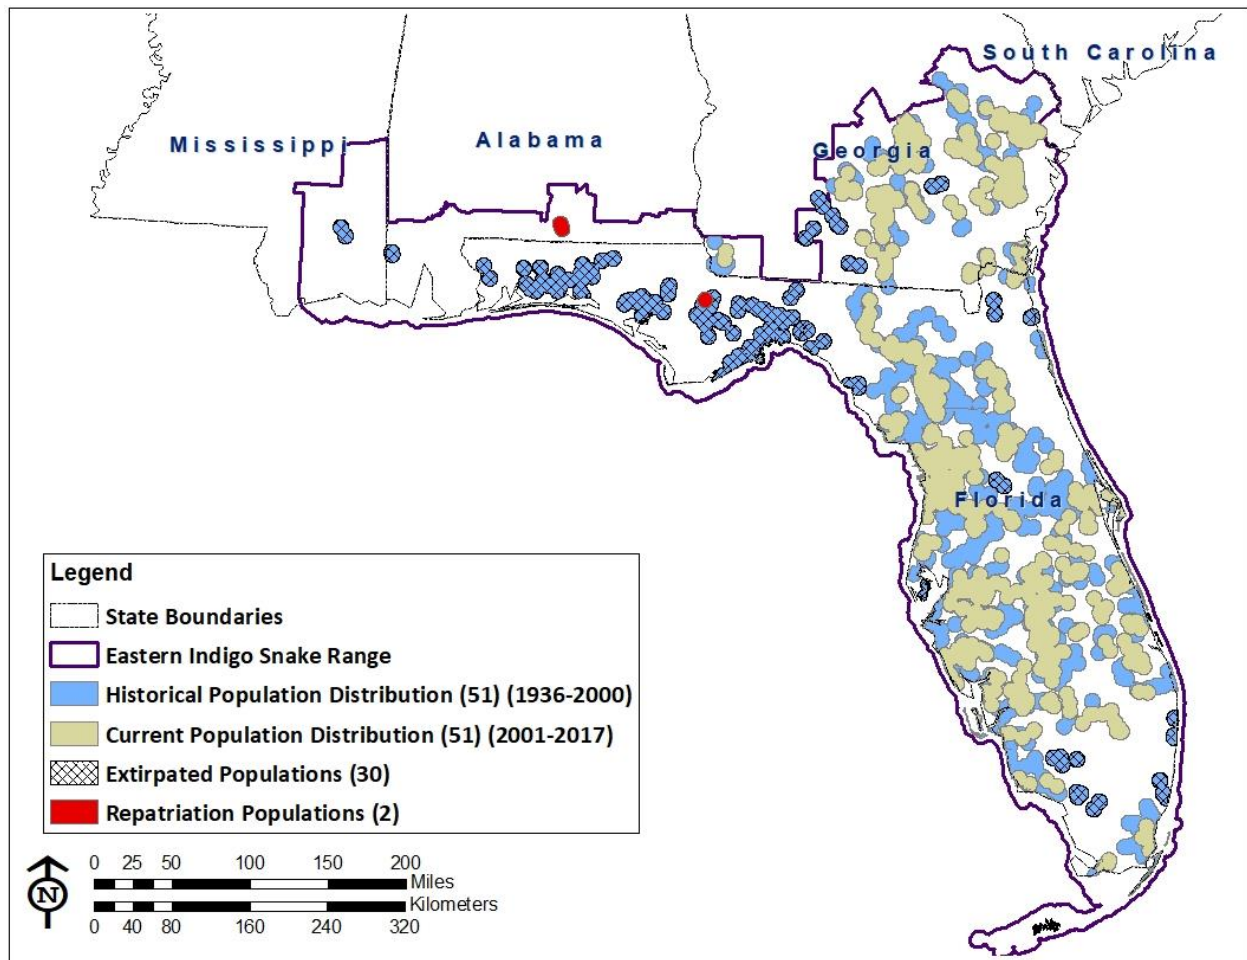 South Carolina
Mississippi
Alabama
Georgia
Florida
Legend
State Boundaries
Eastern Indigo Snake Range
Historical Population Distribution (51) (1936-2000)
Current Population Distribution (51) (2001-2017)
Extirpated Populations (30)
Repatriation Populations (2)
N
0 25 50 100 150 200
Miles
Kilometers
0 40 80 160 240 320